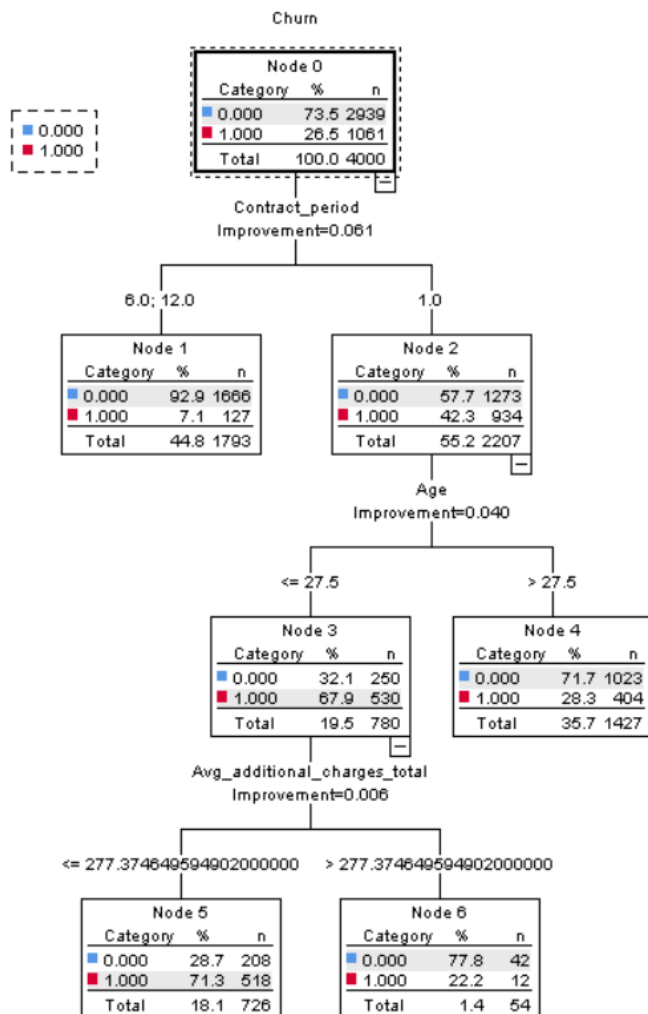 Churn
Node 0
Category % n
0.000 73.5 2939
1.000 26.5 1061
Total 100.0 4000
0.000
1.000
Contract_period
Improvement=0.061
6.0; 12.0
1.0
Node 1
Category % n
0.000 92.9 1666
1.000 7.1 127
Total 44.8 1793
Node 2
Category % n
0.000 57.7 1273
1.000 42.3 934
Total 55.2 2207
Age
Improvement=0.040
<= 27.5
> 27.5
Node 3
Category % n
0.000 32.1 250
1.000 67.9 530
Total 19.5 780
Node 4
Category % n
0.000 71.7 1023
1.000 28.3 404
Total 35.7 1427
Avg_additional_charges_total
Improvement=0.006
<= 277.374649594902000000
> 277.374649594902000000
Node 5
Category % n
0.000 28.7 208
1.000 71.3 518
Total 18.1 726
Node 6
Category % n
0.000 77.8 42
1.000 22.2 12
Total 1.4 54